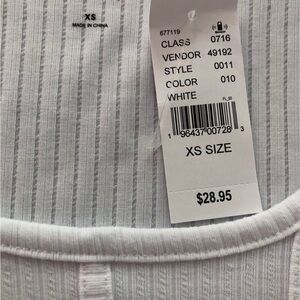 XS
MADE IN CHINA
677119
CLASS 0716
VENDOR 49192
STYLE 0011
COLOR 010
WHITE
1 96437 00728 3
XS SIZE
$28.95